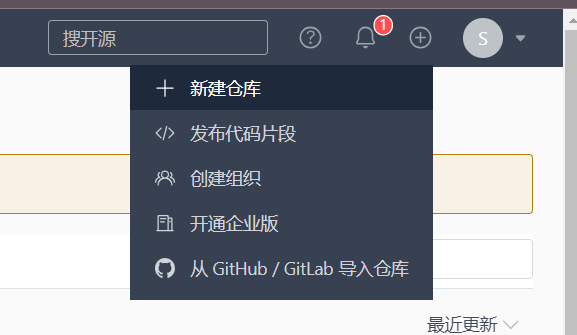 搜开源
1
S
新建仓库
发布代码片段
创建组织
开通企业版
从 GitHub / GitLab 导入仓库
最近更新